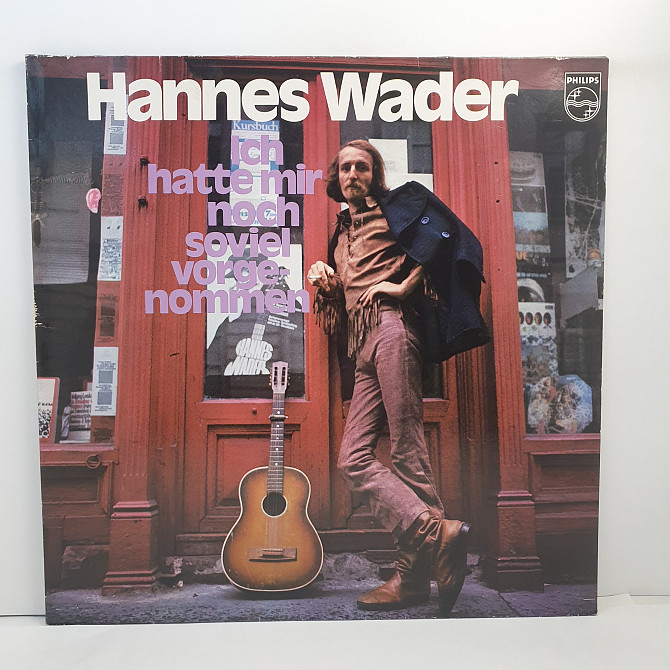 Hannes Wader
PHILIPS
Kursbuch
Ich
hatte mir
noch
soviel
vorge-
nommen